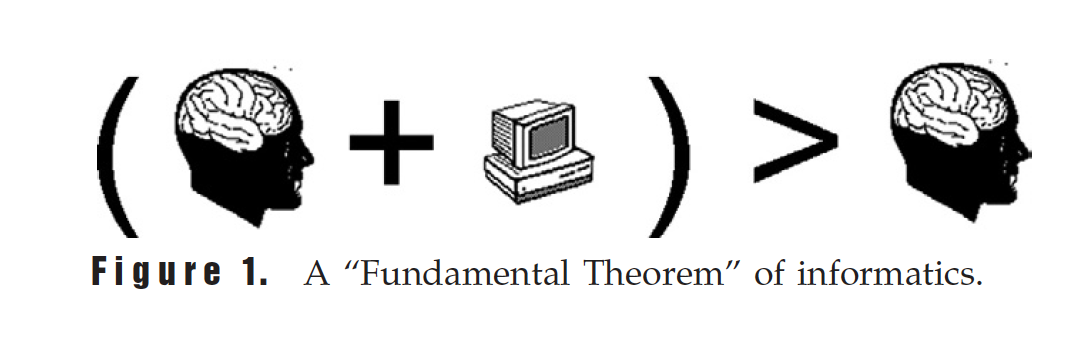 ( + ) >
Figure 1. A “Fundamental Theorem” of informatics.